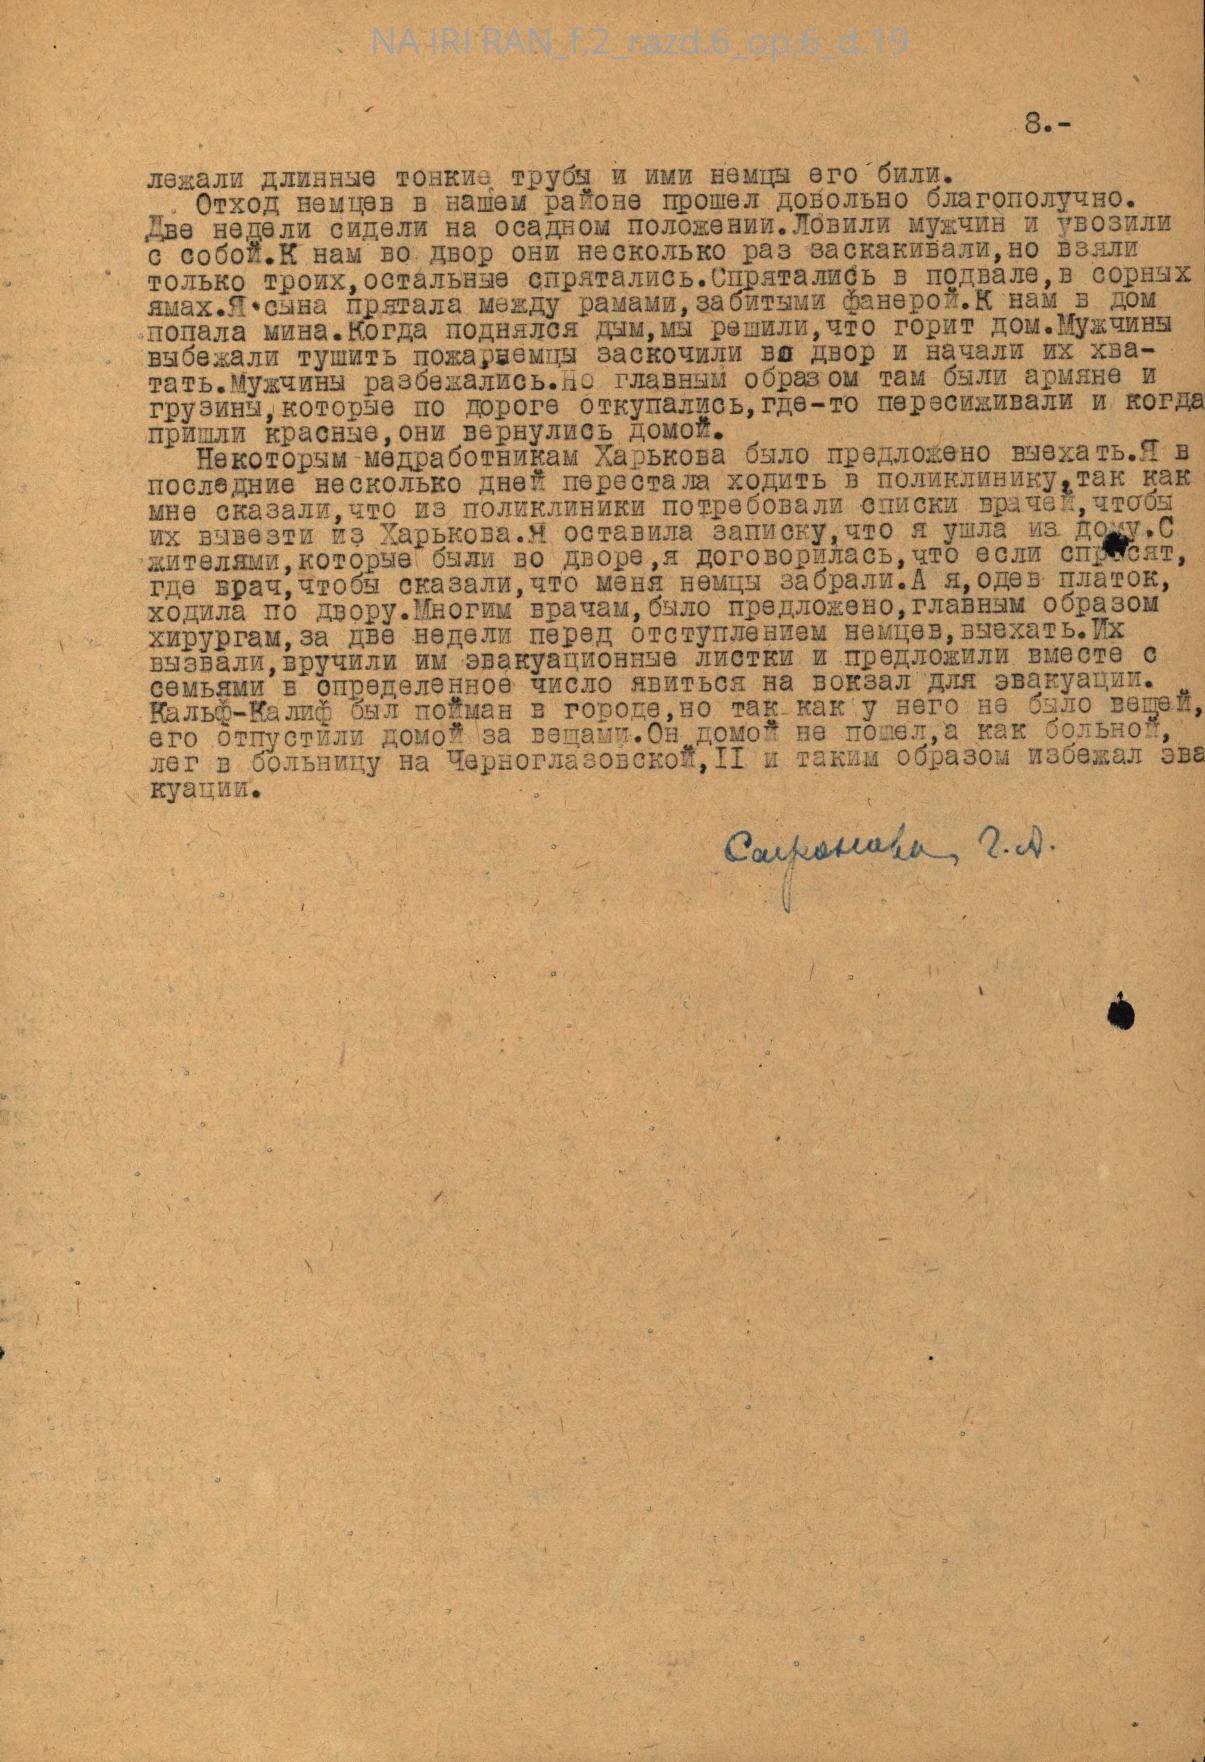 NA IRI RAN_f.2_razd.6_op.6_d.19
8.-
лежали длинные тонкие трубы и ими немцы его били.
Отход немцев в нашем районе прошел довольно благополучно.
Две недели сидели на осадном положении.Ловили мужчин и увозили
с собой.К нам во двор они несколько раз заскакивали,но взяли
только троих,остальные спрятались.Спрятались в подвале,в сорных
ямах.Я сына прятала между рамами,забитыми фанерой.К нам в дом
попала мина.Когда поднялся дым,мы решили,что горит дом.Мужчины
выбежали тушить пожар,немцы заскочили во двор и начали их хва-
тать.Мужчины разбежались.Но главным образом там были армяне и
грузины,которые по дороге откупались,где-то пересиживали и когда
пришли красные,они вернулись домой.
Некоторым медработникам Харькова было предложено выехать.Я в
последние несколько дней перестала ходить в поликлинику,так как
мне сказали,что из поликлиники потребовали списки врачей,чтобы
их вывезти из Харькова.Я оставила записку,что я ушла из дому.С
жителями,которые были во дворе,я договорилась,что если спросят,
где врач,чтобы сказали,что меня немцы забрали.А я,одев платок,
ходила по двору.Многим врачам,было предложено,главным образом
хирургам,за две недели перед отступлением немцев,выехать.Их
вызвали,вручили им эвакуационные листки и предложили вместе с
семьями в определенное число явиться на вокзал для эвакуации.
Кальф-Калиф был пойман в городе,но так как у него не было вещей,
его отпустили домой за вещами.Он домой не пошел,а как больной,
лег в больницу на Черноглазовской,II и таким образом избежал эва
куации.
Сафонова, Г.А.